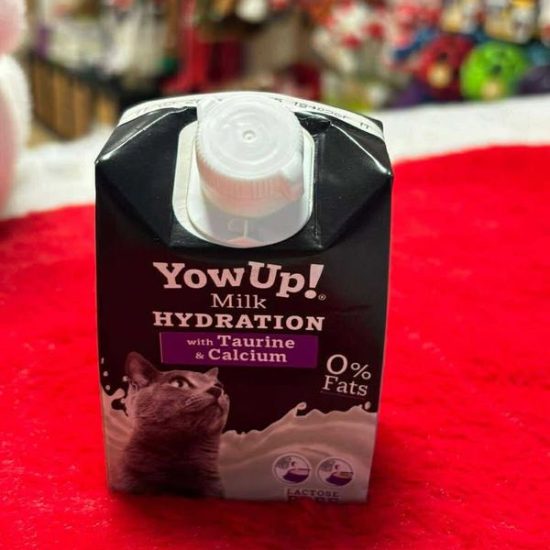 YowUp!®
Milk
HYDRATION
with Taurine
& Calcium
0%
Fats
LACTOSE